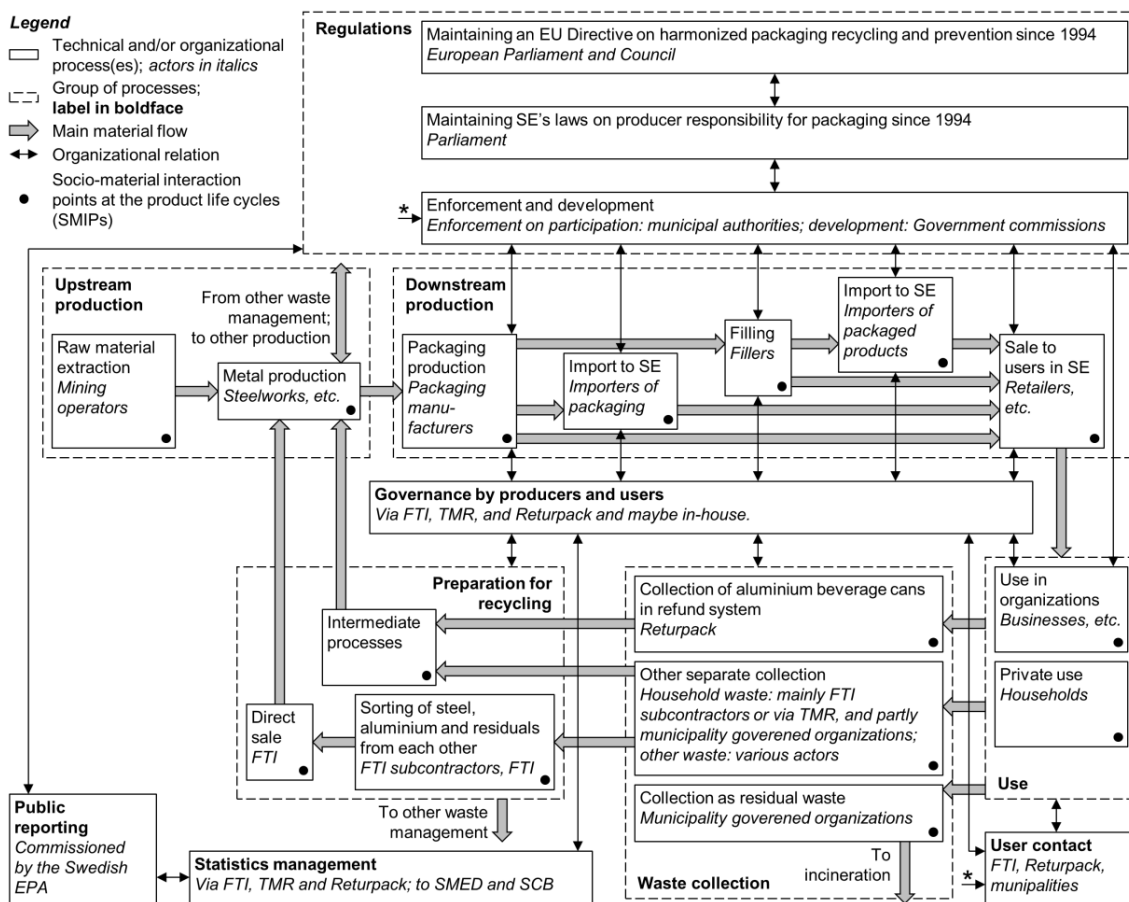 Legend
Technical and/or organizational
process(es); actors in italics
Group of processes;
label in boldface
Main material flow
Organizational relation
Socio-material interaction
points at the product life cycles
(SMIPs)
Regulations
Maintaining an EU Directive on harmonized packaging recycling and prevention since 1994
European Parliament and Council
Maintaining SE's laws on producer responsibility for packaging since 1994
Parliament
*
Enforcement and development
Enforcement on participation: municipal authorities; development: Government commissions
Upstream
production
From other waste
management;
to other production
Raw material
extraction
Mining
operators
Metal production
Steelworks, etc.
Downstream
production
Packaging
production
Packaging
manu-
facturers
Import to SE
Importers of
packaging
Filling
Fillers
Import to SE
Importers of
packaged
products
Sale to
users in SE
Retailers,
etc.
Governance by producers and users
Via FTI, TMR, and Returpack and maybe in-house.
Preparation for
recycling
Intermediate
processes
Direct
sale
FTI
Sorting of steel,
aluminium and residuals
from each other
FTI subcontractors, FTI
To other waste
management
Collection of aluminium beverage cans
in refund system
Returpack
Other separate collection
Household waste: mainly FTI
subcontractors or via TMR, and partly
municipality goverened organizations;
other waste: various actors
Collection as residual waste
Municipality goverened organizations
To
incineration
Waste collection
Use in
organizations
Businesses, etc.
Private use
Households
Use
Public
reporting
Commissioned
by the Swedish
EPA
Statistics management
Via FTI, TMR and Returpack; to SMED and SCB
User contact
FTI, Returpack,
munipalities
*